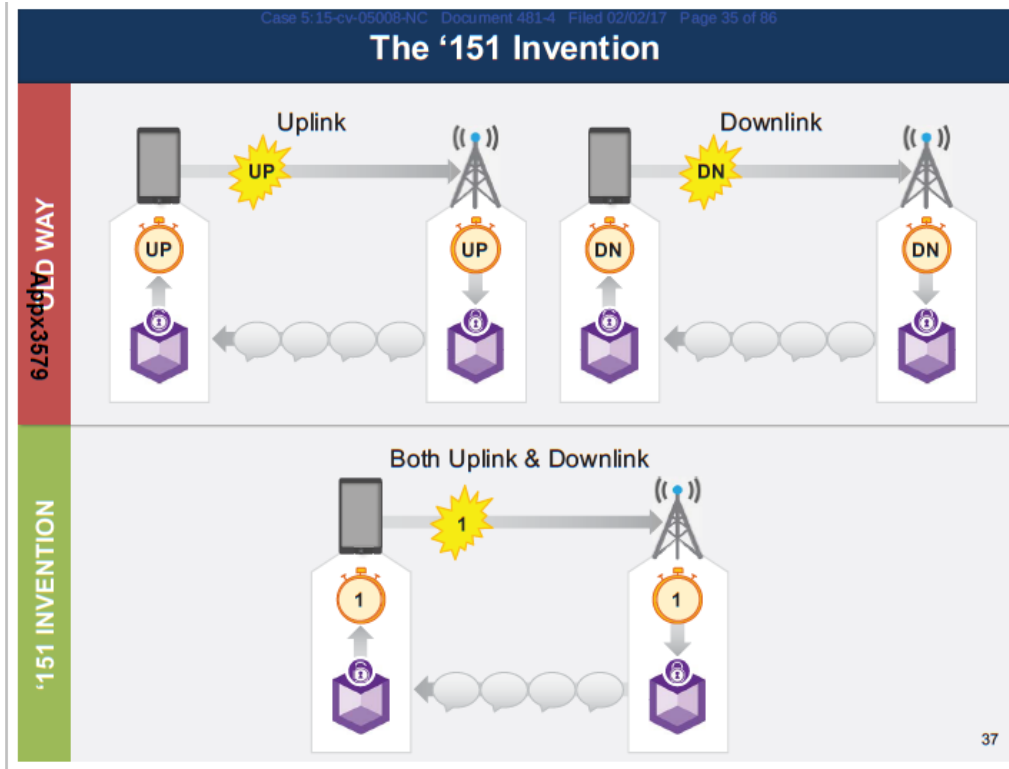 Case 5:15-cv-05008-NC Document 481-4 Filed 02/02/17 Page 35 of 86
The ‘151 Invention
OLD WAY
Appx3579
Uplink
UP
UP
UP
Downlink
DN
DN
DN
‘151 INVENTION
Both Uplink & Downlink
1
1
1
37